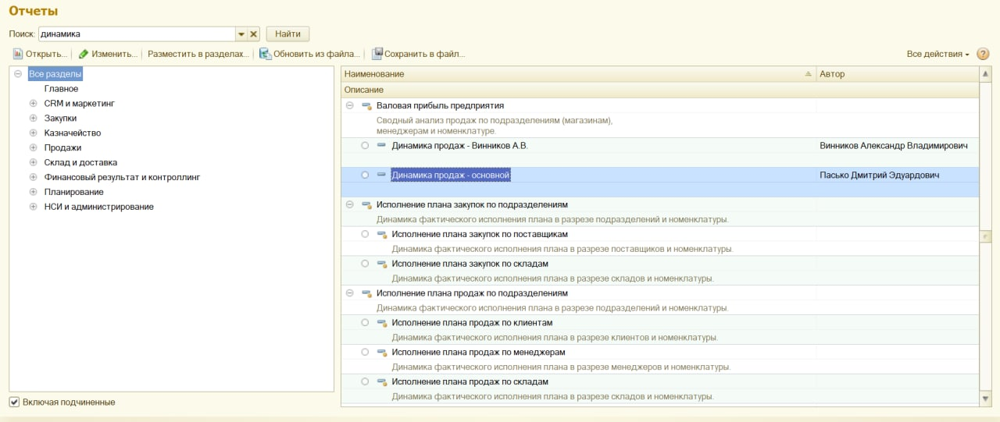 Отчеты
Поиск: динамика Найти
Открыть... Изменить... Разместить в разделах... Обновить из файла... Сохранить в файл... Все действия ?
Все разделы
Главное
CRM и маркетинг
Закупки
Казначейство
Продажи
Склад и доставка
Финансовый результат и контроллинг
Планирование
НСИ и администрирование
Включая подчиненные
Наименование Автор
Описание
Валовая прибыль предприятия
Сводный анализ продаж по подразделениям (магазинам),
менеджерам и номенклатуре.
Динамика продаж - Винников А.В. Винников Александр Владимирович
Динамика продаж - основной Пасько Дмитрий Эдуардович
Исполнение плана закупок по подразделениям
Динамика фактического исполнения плана в разрезе подразделений и номенклатуры.
Исполнение плана закупок по поставщикам
Динамика фактического исполнения плана в разрезе поставщиков и номенклатуры.
Исполнение плана закупок по складам
Динамика фактического исполнения плана в разрезе складов и номенклатуры.
Исполнение плана продаж по подразделениям
Динамика фактического исполнения плана в разрезе подразделений и номенклатуры.
Исполнение плана продаж по клиентам
Динамика фактического исполнения плана в разрезе клиентов и номенклатуры.
Исполнение плана продаж по менеджерам
Динамика фактического исполнения плана в разрезе менеджеров и номенклатуры.
Исполнение плана продаж по складам
Динамика фактического исполнения плана в разрезе складов и номенклатуры.